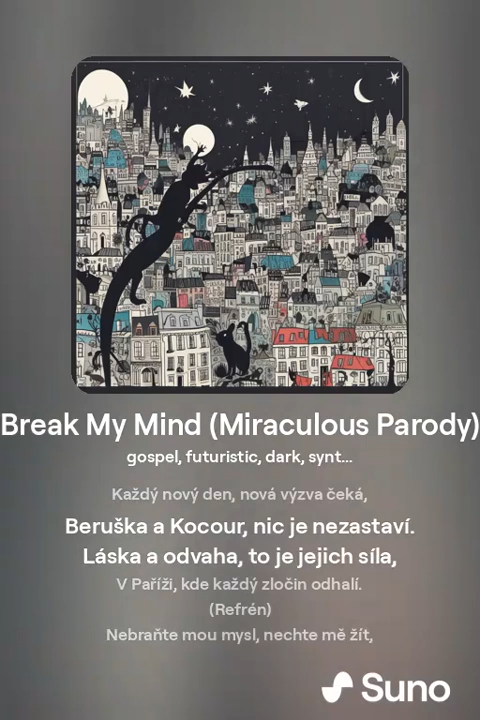 Break My Mind (Miraculous Parody)
gospel, futuristic, dark, synt...
Každý nový den, nová výzva čeká,
Beruška a Kocour, nic je nezastaví.
Láska a odvaha, to je jejich síla,
V Paříži, kde každý zločin odhalí.
(Refrén)
Nebraňte mou mysl, nechte mě žít,
Suno